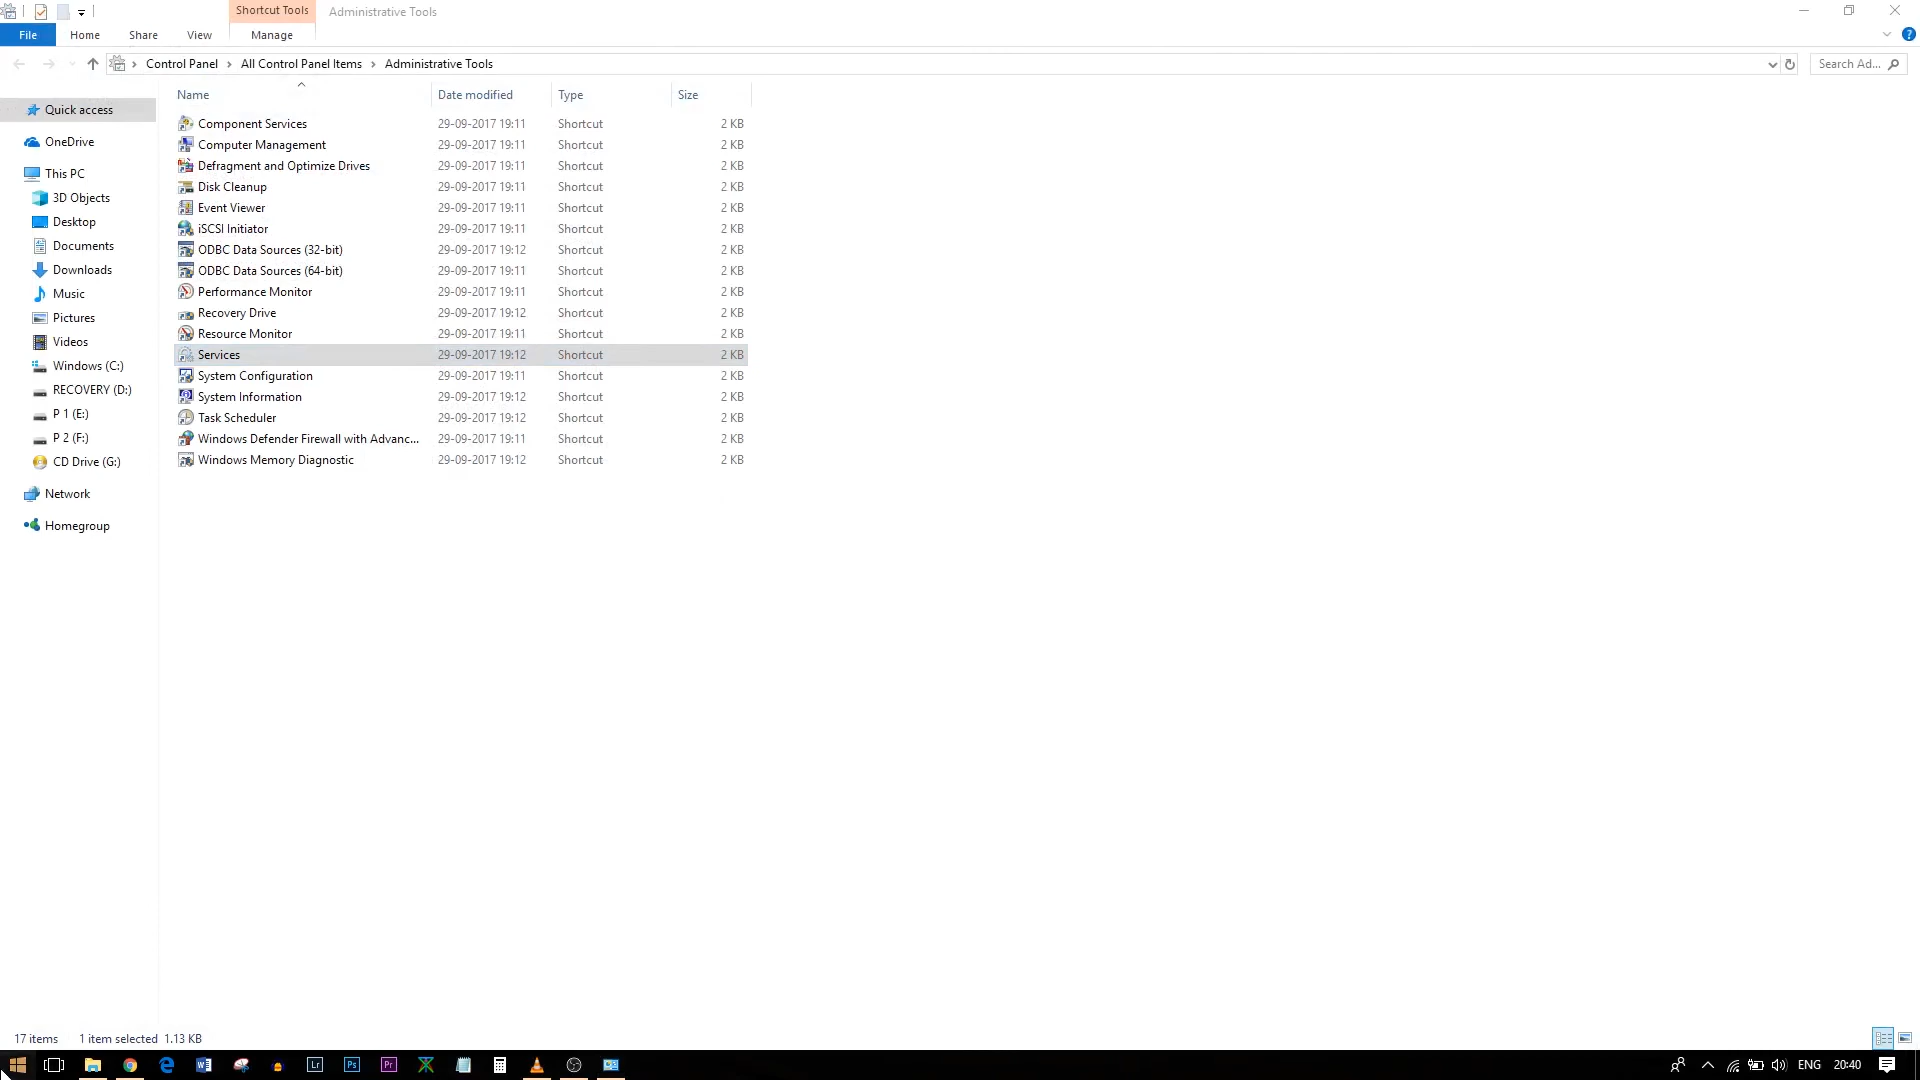 Shortcut Tools Administrative Tools
File Home Share View Manage
Control Panel All Control Panel Items Administrative Tools Search Ad...
Name Date modified Type Size
Quick access
OneDrive
This PC
3D Objects
Desktop
Documents
Downloads
Music
Pictures
Videos
Windows (C:)
RECOVERY (D:)
P 1 (E:)
P 2 (F:)
CD Drive (G:)
Network
Homegroup
Component Services 29-09-2017 19:11 Shortcut 2 KB
Computer Management 29-09-2017 19:11 Shortcut 2 KB
Defragment and Optimize Drives 29-09-2017 19:11 Shortcut 2 KB
Disk Cleanup 29-09-2017 19:11 Shortcut 2 KB
Event Viewer 29-09-2017 19:11 Shortcut 2 KB
iSCSI Initiator 29-09-2017 19:11 Shortcut 2 KB
ODBC Data Sources (32-bit) 29-09-2017 19:12 Shortcut 2 KB
ODBC Data Sources (64-bit) 29-09-2017 19:11 Shortcut 2 KB
Performance Monitor 29-09-2017 19:11 Shortcut 2 KB
Recovery Drive 29-09-2017 19:12 Shortcut 2 KB
Resource Monitor 29-09-2017 19:11 Shortcut 2 KB
Services 29-09-2017 19:12 Shortcut 2 KB
System Configuration 29-09-2017 19:11 Shortcut 2 KB
System Information 29-09-2017 19:12 Shortcut 2 KB
Task Scheduler 29-09-2017 19:12 Shortcut 2 KB
Windows Defender Firewall with Advanc... 29-09-2017 19:11 Shortcut 2 KB
Windows Memory Diagnostic 29-09-2017 19:12 Shortcut 2 KB
17 items 1 item selected 1.13 KB
Lr Ps Pr ENG 20:40